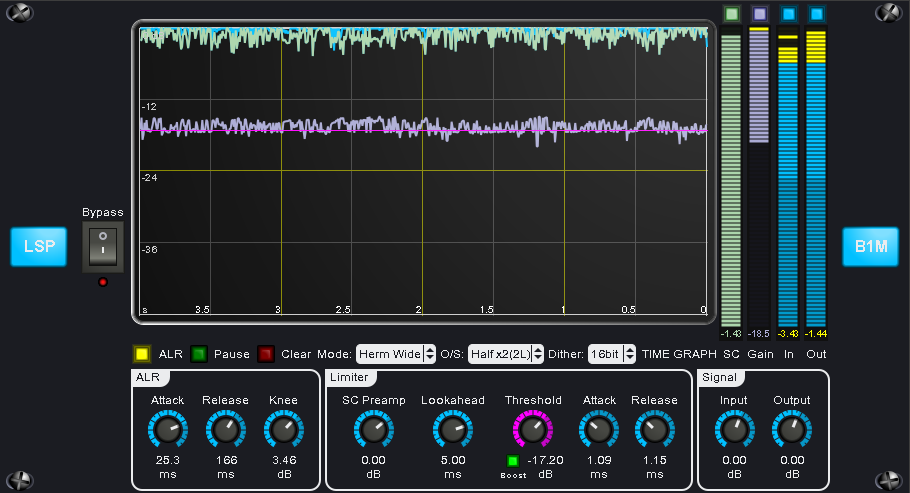 -12
-24
-36
s 3.5 3 2.5 2 1.5 1 0.5 0
Bypass
LSP
B1M
-1.43 -18.5 -3.43 -1.44
ALR Pause Clear Mode: Herm Wide O/S: Half x2(2L) Dither: 16bit TIME GRAPH SC Gain In Out
ALR
Attack Release Knee
25.3 166 3.46
ms ms dB
Limiter
SC Preamp Lookahead Threshold Attack Release
0.00 5.00 -17.20 1.09 1.15
dB ms Boost dB ms ms
Signal
Input Output
0.00 0.00
dB dB